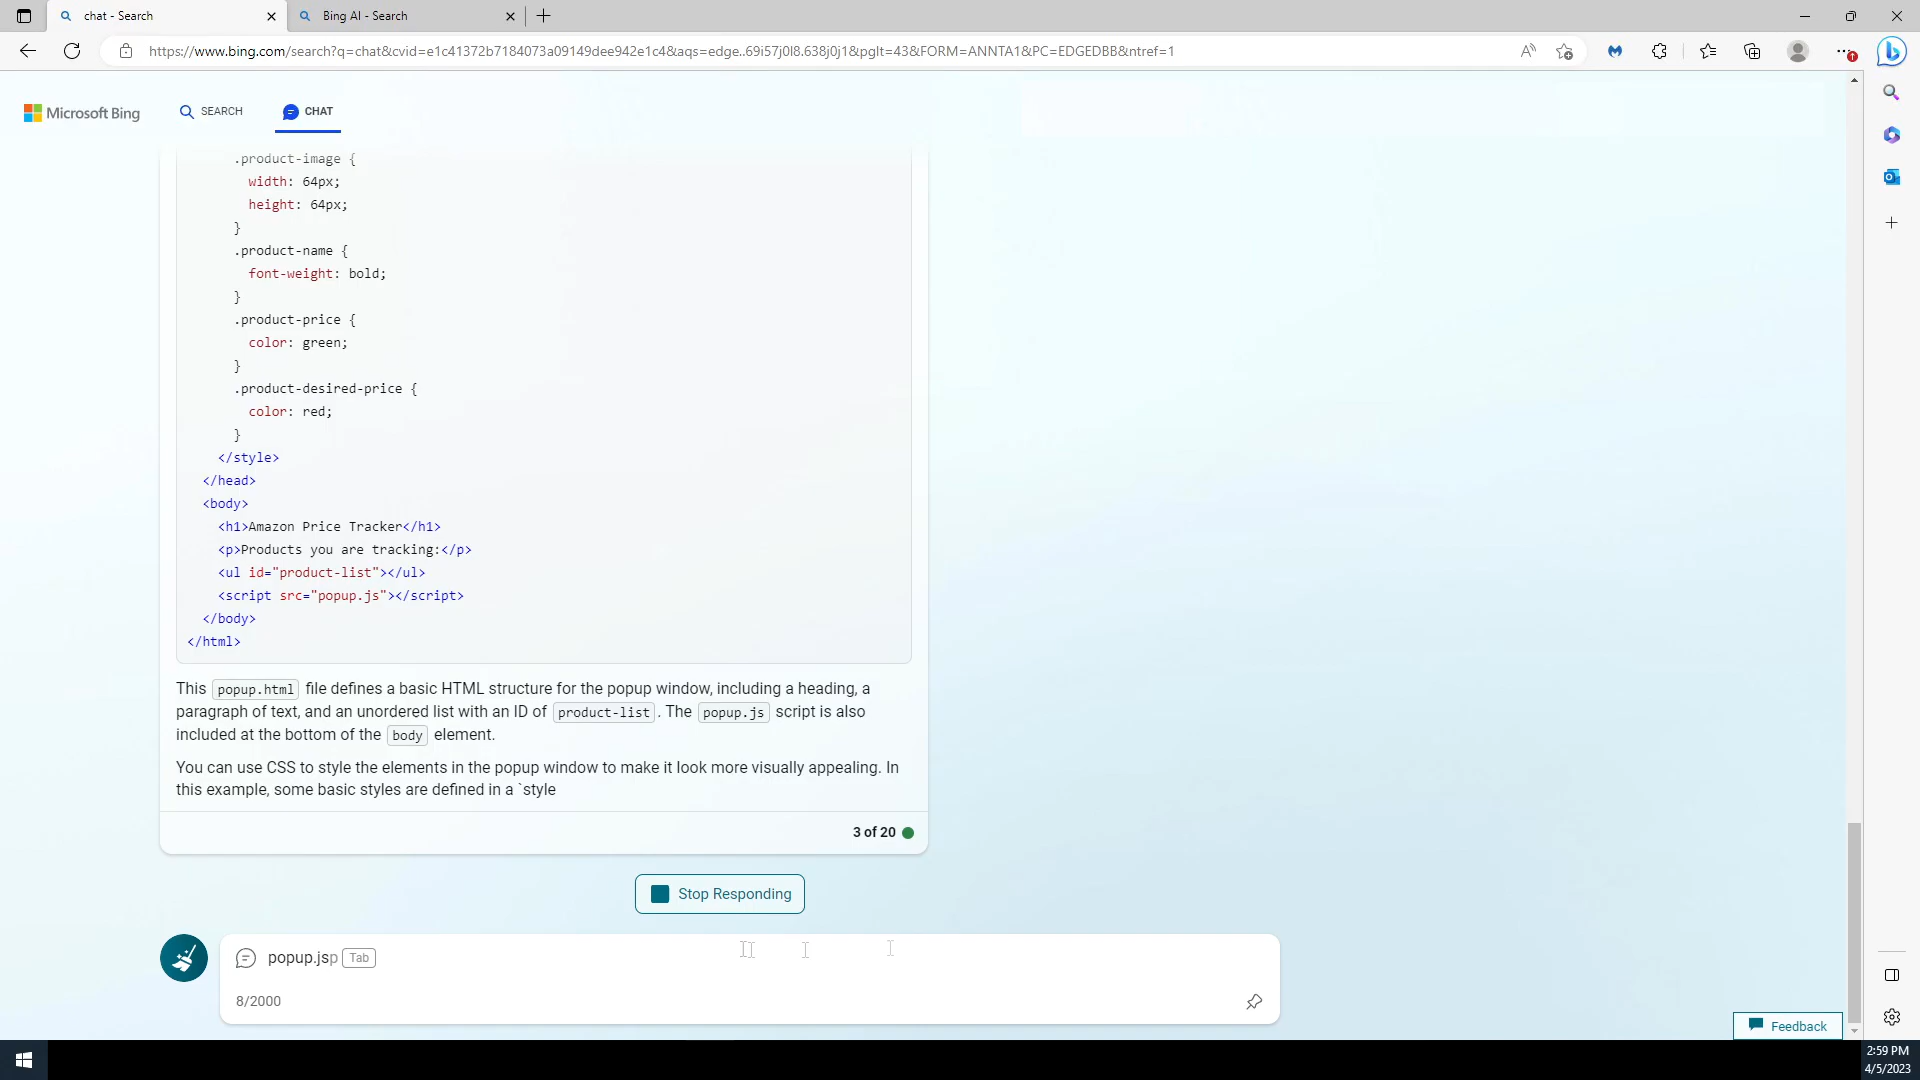 chat - Search
Bing AI - Search
https://www.bing.com/search?q=chat&cvid=e1c41372b7184073a09149dee942e1c4&aqs=edge..69i57j0l8.638j0j1&pglt=43&FORM=ANNTA1&PC=EDGEDBB&ntref=1
Microsoft Bing
SEARCH
CHAT
.product-image {
width: 64px;
height: 64px;
}
.product-name {
font-weight: bold;
}
.product-price {
color: green;
}
.product-desired-price {
color: red;
}
</style>
</head>
<body>
<h1>Amazon Price Tracker</h1>
<p>Products you are tracking:</p>
<ul id="product-list"></ul>
<script src="popup.js"></script>
</body>
</html>
This popup.html file defines a basic HTML structure for the popup window, including a heading, a
paragraph of text, and an unordered list with an ID of product-list. The popup.js script is also
included at the bottom of the body element.
You can use CSS to style the elements in the popup window to make it look more visually appealing. In
this example, some basic styles are defined in a `style
3 of 20
Stop Responding
popup.jsp Tab
8/2000
Feedback
2:59 PM
4/5/2023